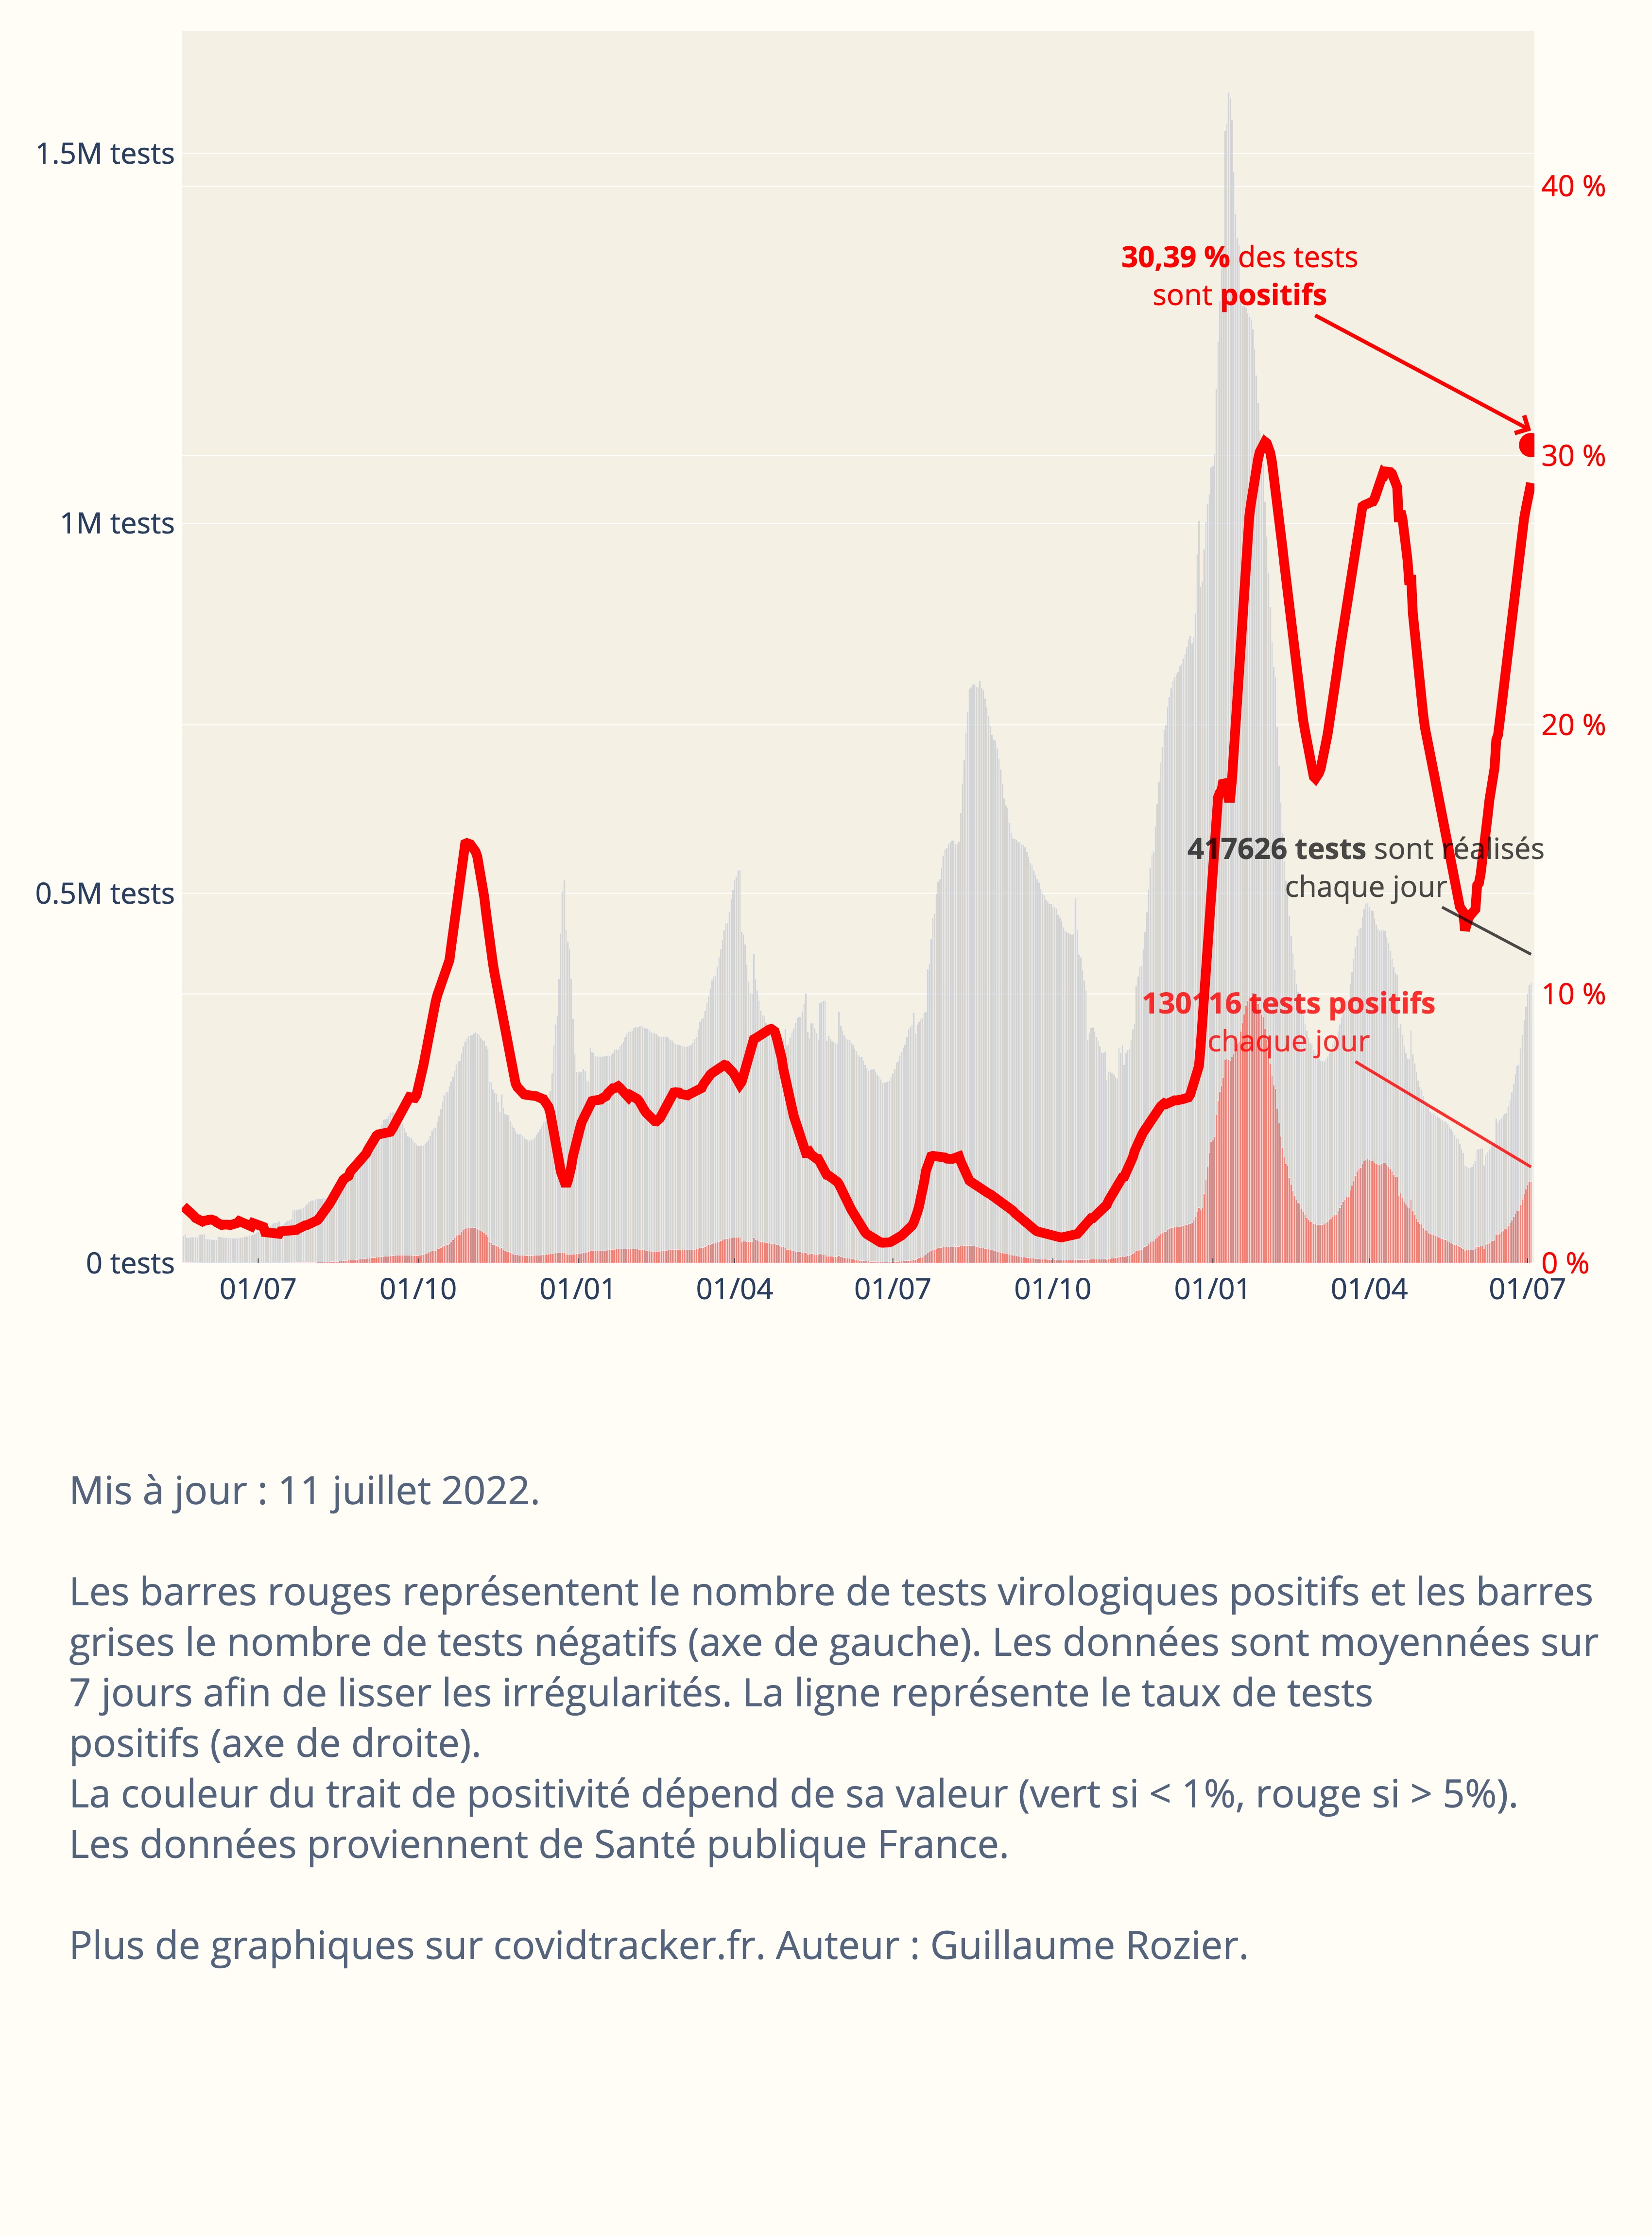 1.5M tests
40 %
30,39 % des tests
sont positifs
30 %
1M tests
20 %
417626 tests sont réalisés
chaque jour
0.5M tests
10 %
130116 tests positifs
chaque jour
0 tests
0 %
01/07 01/10 01/01 01/04 01/07 01/10 01/01 01/04 01/07
Mis à jour : 11 juillet 2022.
Les barres rouges représentent le nombre de tests virologiques positifs et les barres
grises le nombre de tests négatifs (axe de gauche). Les données sont moyennées sur
7 jours afin de lisser les irrégularités. La ligne représente le taux de tests
positifs (axe de droite).
La couleur du trait de positivité dépend de sa valeur (vert si < 1%, rouge si > 5%).
Les données proviennent de Santé publique France.
Plus de graphiques sur covidtracker.fr. Auteur : Guillaume Rozier.